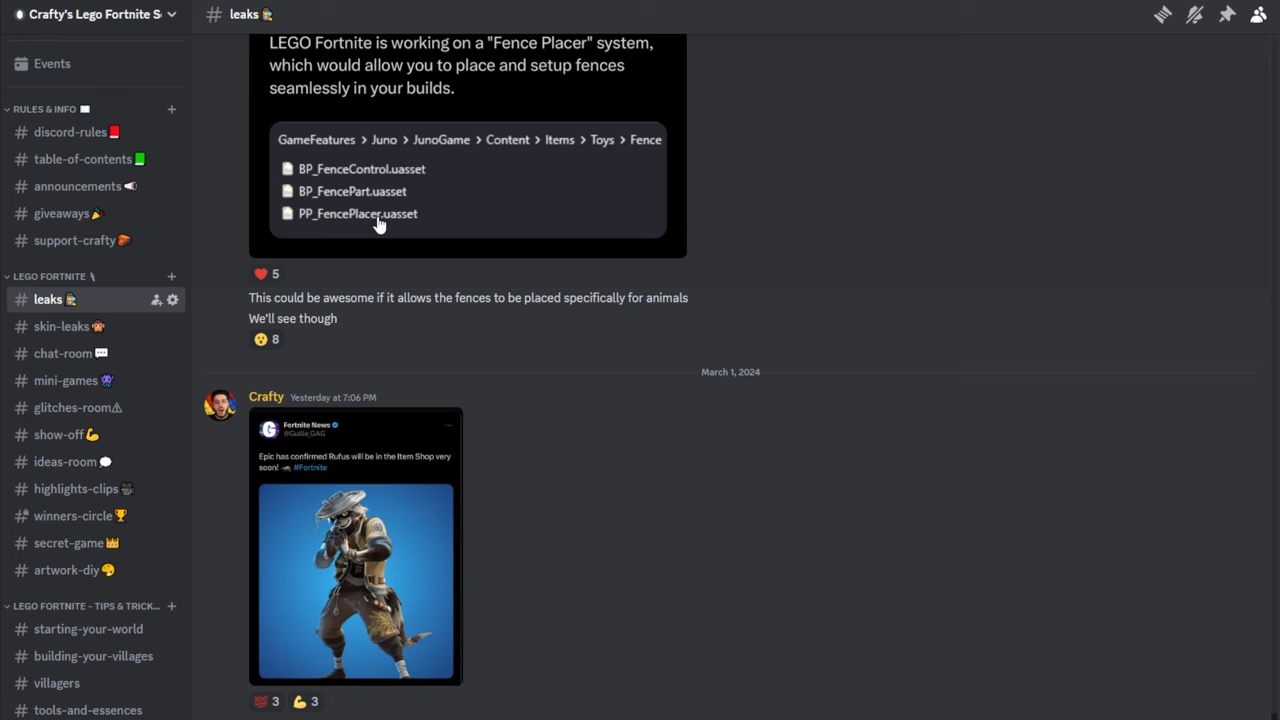 Crafty's Lego Fortnite S
leaks
Events
RULES & INFO
discord-rules
table-of-contents
announcements
giveaways
support-crafty
LEGO FORTNITE
leaks
skin-leaks
chat-room
mini-games
glitches-room
show-off
ideas-room
highlights-clips
winners-circle
secret-game
artwork-diy
LEGO FORTNITE - TIPS & TRICK...
starting-your-world
building-your-villages
villagers
tools-and-essences
LEGO Fortnite is working on a "Fence Placer" system,
which would allow you to place and setup fences
seamlessly in your builds.
GameFeatures > Juno > JunoGame > Content > Items > Toys > Fence
BP_FenceControl.uasset
BP_FencePart.uasset
PP_FencePlacer.uasset
5
This could be awesome if it allows the fences to be placed specifically for animals
We'll see though
8
March 1, 2024
Crafty Yesterday at 7:06 PM
Fortnite News
@Guille_GAG
Epic has confirmed Rufus will be in the Item Shop very
soon! #Fortnite
3 3